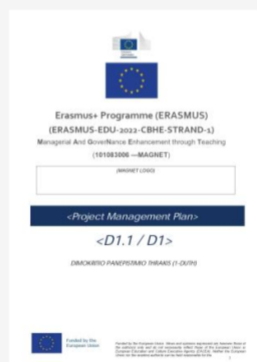 Erasmus+ Programme (ERASMUS)
(ERASMUS-EDU-2022-CBHE-STRAND-1)
Managerial And GoverNance Enhancement through Teaching
(101083006 —MAGNET)
(MAGNET LOGO)
<Project Management Plan>
<D1.1 / D1>
DIMOKRITIO PANEPISTIMIO THRAKIS (1-DUTH)
Funded by the
European Union